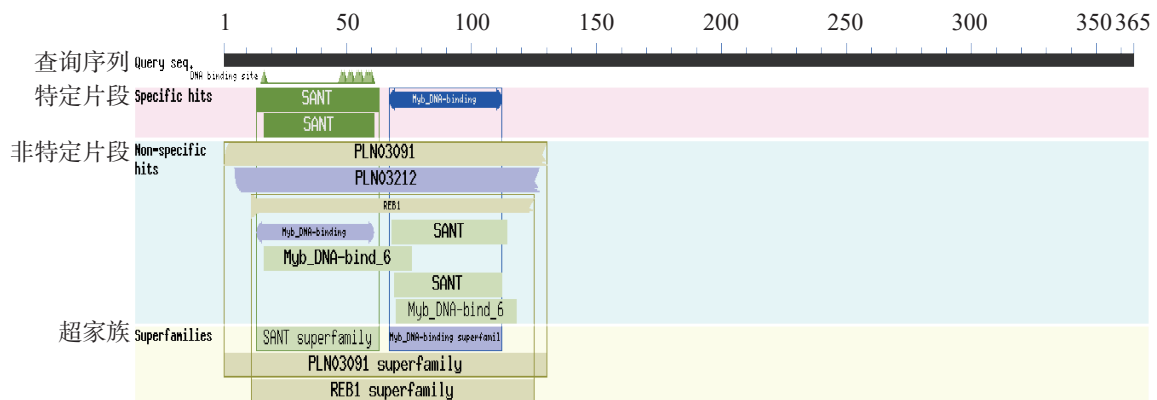 1 50 100 150 200 250 300 350 365
查询序列 Query seq.
DNA binding site
特定片段 Specific hits SANT Myb_DNA-binding
SANT
非特定片段 Non-specific hits PLN03091
PLN03212
REB1
Myb_DNA-binding SANT
Myb_DNA-bind_6
SANT
Myb_DNA-bind_6
超家族 Superfamilies SANT superfamily Myb_DNA-binding superfamil
PLN03091 superfamily
REB1 superfamily